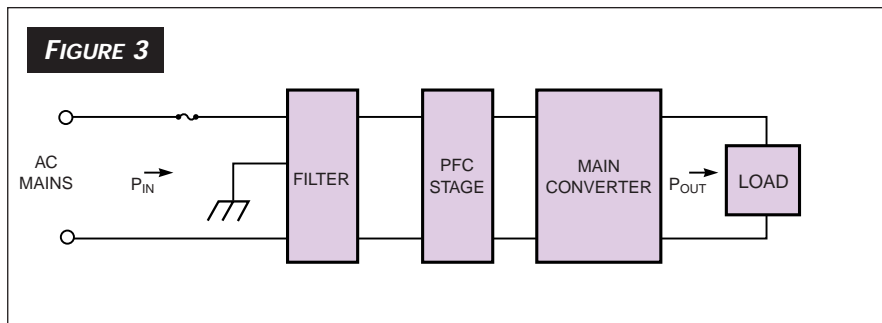 FIGURE 3
AC
MAINS
PIN
FILTER
PFC
STAGE
MAIN
CONVERTER
POUT
LOAD